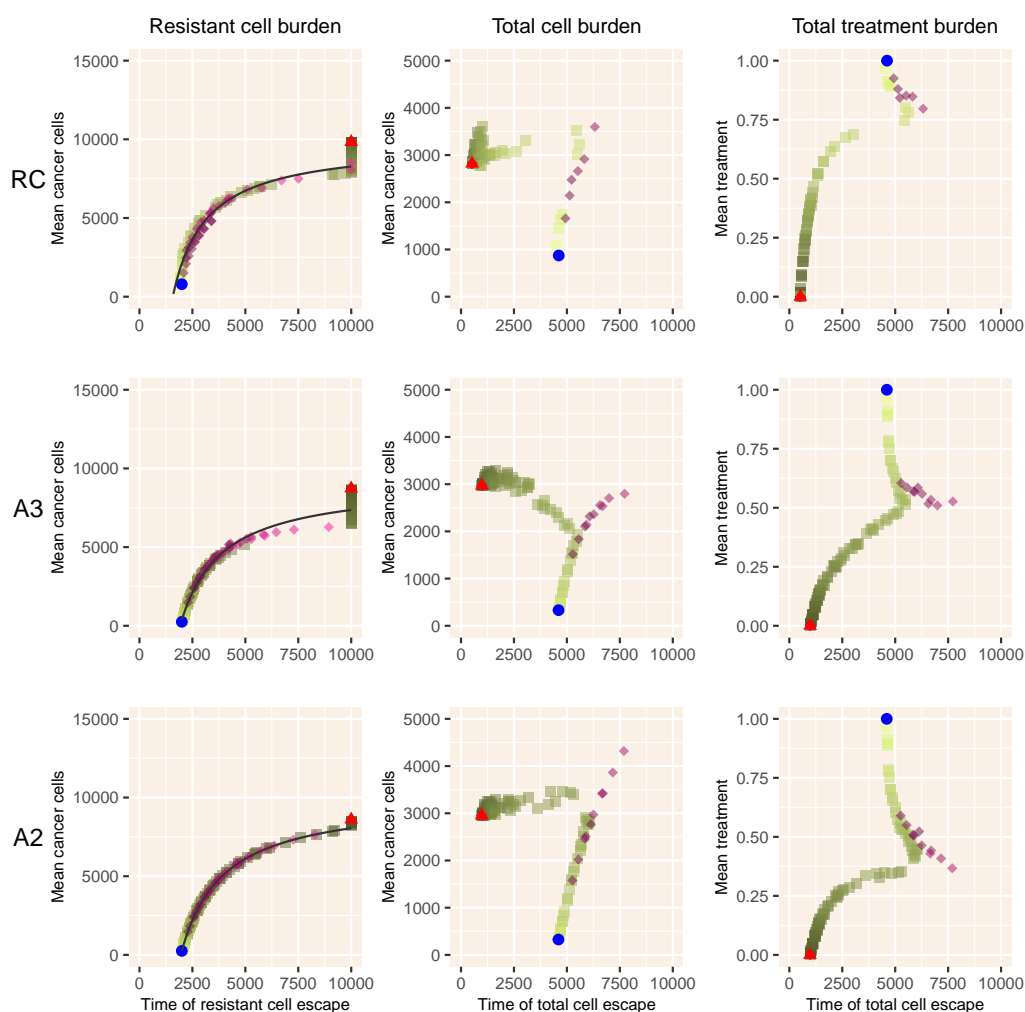 Resistant cell burden Total cell burden Total treatment burden
RC
Mean cancer cells
15000
10000
5000
0
0 2500 5000 7500 10000
Mean cancer cells
5000
4000
3000
2000
1000
0
0 2500 5000 7500 10000
Mean treatment
1.00
0.75
0.50
0.25
0.00
0 2500 5000 7500 10000
A3
Mean cancer cells
15000
10000
5000
0
0 2500 5000 7500 10000
Mean cancer cells
5000
4000
3000
2000
1000
0
0 2500 5000 7500 10000
Mean treatment
1.00
0.75
0.50
0.25
0.00
0 2500 5000 7500 10000
A2
Mean cancer cells
15000
10000
5000
0
0 2500 5000 7500 10000
Time of resistant cell escape
Mean cancer cells
5000
4000
3000
2000
1000
0
0 2500 5000 7500 10000
Time of total cell escape
Mean treatment
1.00
0.75
0.50
0.25
0.00
0 2500 5000 7500 10000
Time of total cell escape